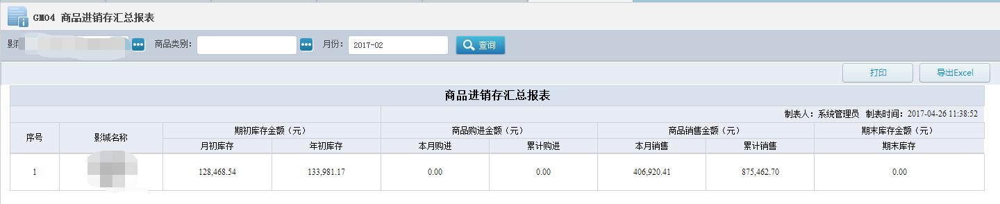 GM04 商品进销存汇总报表
商品类别： 月份： 2017-02 查询
打印 导出Excel
商品进销存汇总报表
制表人：系统管理员 制表时间：2017-04-26 11:38:52
序号 影城名称 期初库存金额（元） 商品购进金额（元） 商品销售金额（元） 期末库存金额（元）
月初库存 年初库存 本月购进 累计购进 本月销售 累计销售 期末库存
1 128,468.54 133,981.17 0.00 0.00 406,920.41 875,462.70 0.00